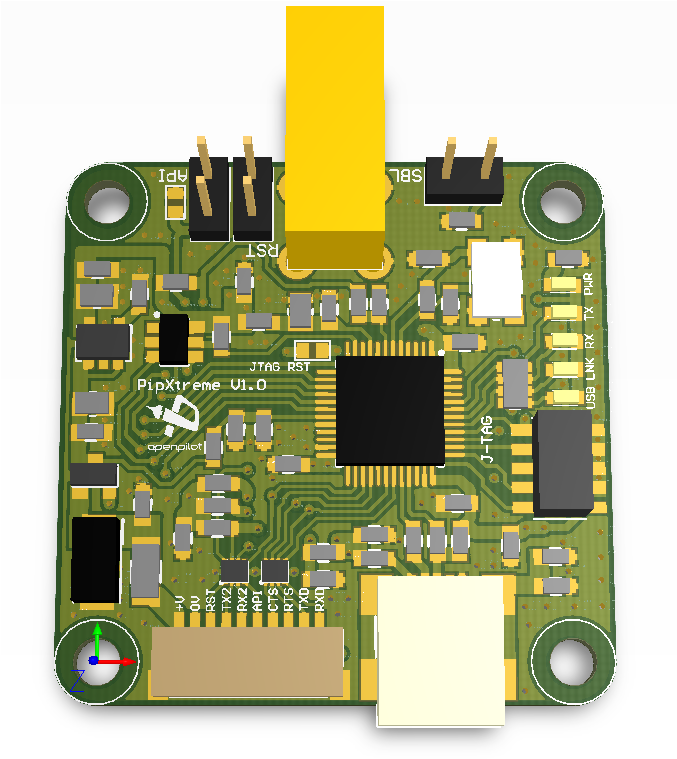 API
SBL
RST
PWR
TX
RX
LNK
USB
JTAG RST
PipXtreme V1.0
openpilot
J-TAG
+V
0V
RST
TX2
RX2
API
CTS
RTS
TXD
RXD
Z